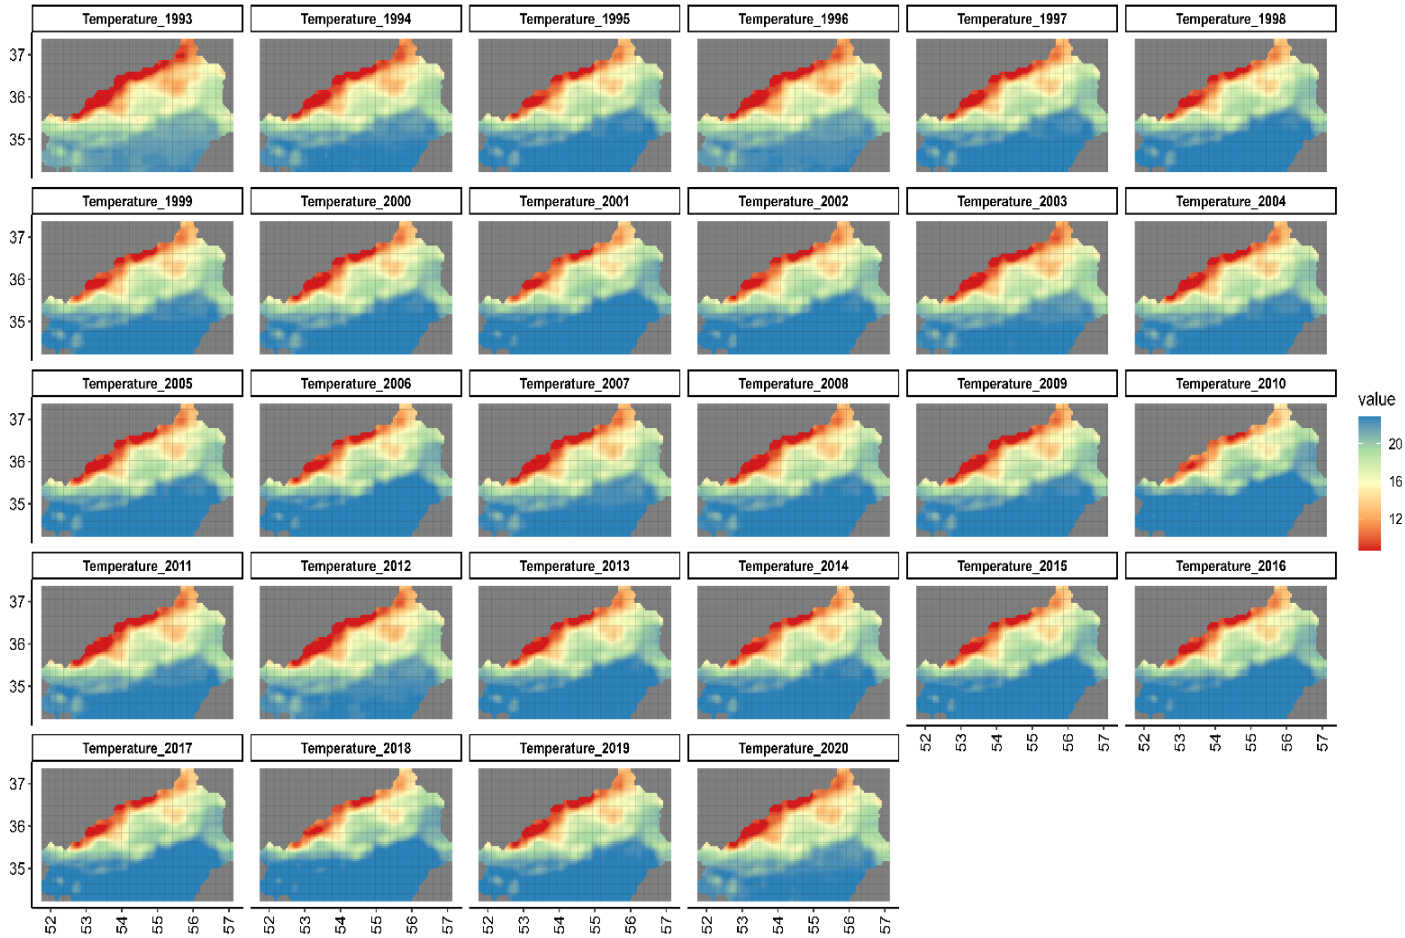 Temperature_1993 Temperature_1994 Temperature_1995 Temperature_1996 Temperature_1997 Temperature_1998
37
36
35
Temperature_1999 Temperature_2000 Temperature_2001 Temperature_2002 Temperature_2003 Temperature_2004
37
36
35
Temperature_2005 Temperature_2006 Temperature_2007 Temperature_2008 Temperature_2009 Temperature_2010
37
36
35
value
20
16
12
Temperature_2011 Temperature_2012 Temperature_2013 Temperature_2014 Temperature_2015 Temperature_2016
37
36
35
52 53 54 55 56 57 52 53 54 55 56 57
Temperature_2017 Temperature_2018 Temperature_2019 Temperature_2020
37
36
35
52 53 54 55 56 57 52 53 54 55 56 57 52 53 54 55 56 57 52 53 54 55 56 57